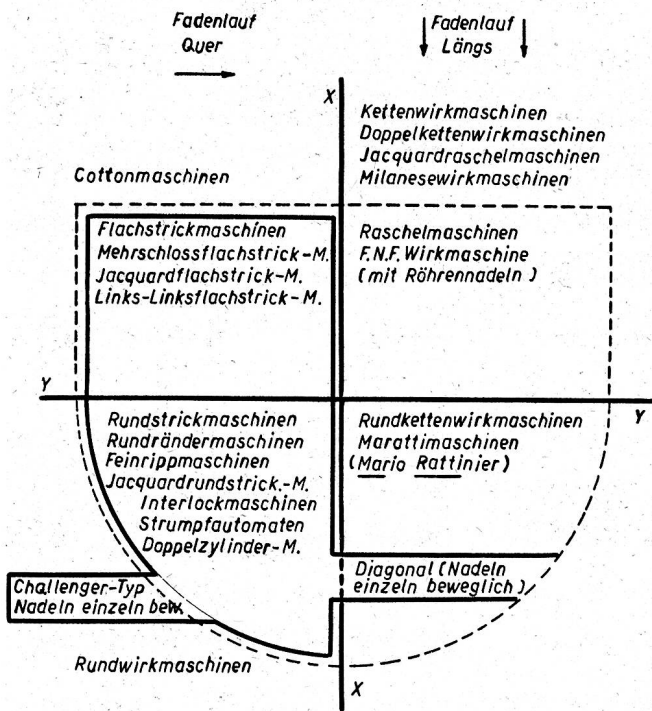 Fadenlauf
Quer
Fadenlauf
Längs
X
Kettenwirkmaschinen
Doppelkettenwirkmaschinen
Jacquardraschelmaschinen
Milanesewirkmaschinen
Cottonmaschinen
Flachstrickmaschinen
Mehrschlossflachstrick-M.
Jacquardflachstrick-M.
Links-Linksflachstrick-M.
Raschelmaschinen
F.N.F. Wirkmaschine
(mit Röhrennadeln)
Y
Y
Rundstrickmaschinen
Rundrändermaschinen
Feinrippmaschinen
Jacquardrundstrick.-M.
Interlockmaschinen
Strumpfautomaten
Doppelzylinder-M.
Rundkettenwirkmaschinen
Marattimaschinen
(Mario Rattinier)
Diagonal (Nadeln
einzeln beweglich)
Challenger-Typ
Nadeln einzeln bew.
Rundwirkmaschinen
X